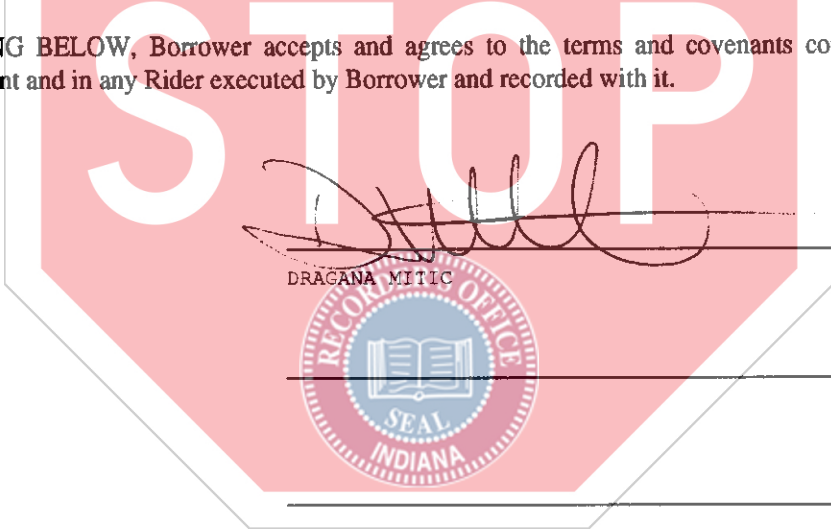 STOP
NG BELOW, Borrower accepts and agrees to the terms and covenants co
nt and in any Rider executed by Borrower and recorded with it.
DRAGANA MITIC
RECORDER'S OFFICE
SEAL
INDIANA